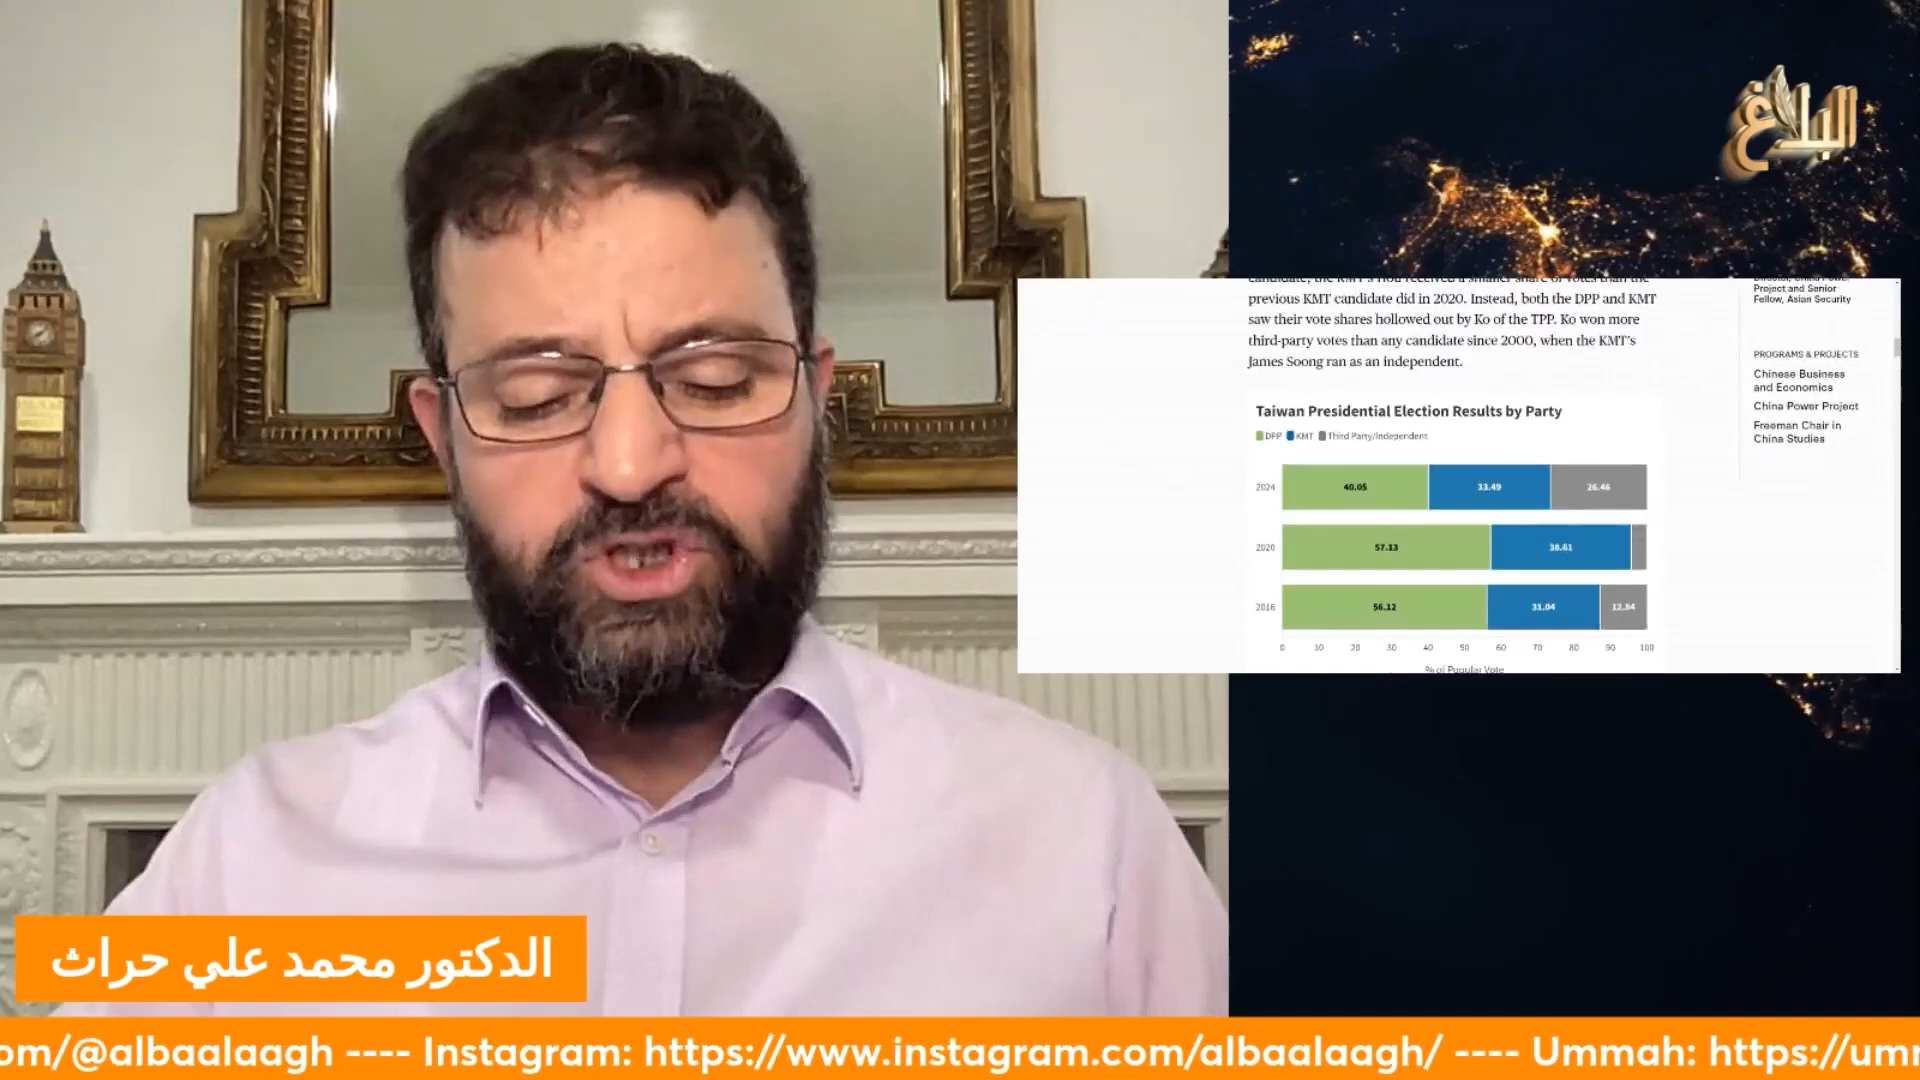 البلاغ
previous KMT candidate did in 2020. Instead, both the DPP and KMT
saw their vote shares hollowed out by Ko of the TPP. Ko won more
third-party votes than any candidate since 2000, when the KMT's
James Soong ran as an independent.
Project and Senior
Fellow, Asian Security
PROGRAMS & PROJECTS
Chinese Business
and Economics
China Power Project
Freeman Chair in
China Studies
Taiwan Presidential Election Results by Party
DPP KMT Third Party/Independent
2024 40.05 33.49 26.46
2020 57.13 38.61
2016 56.12 31.04 12.84
0 10 20 30 40 50 60 70 80 90 100
% of Popular Vote
الدكتور محمد علي حراث
om/@albaalaagh ---- Instagram: https://www.instagram.com/albaalaagh/ ---- Ummah: https://umm